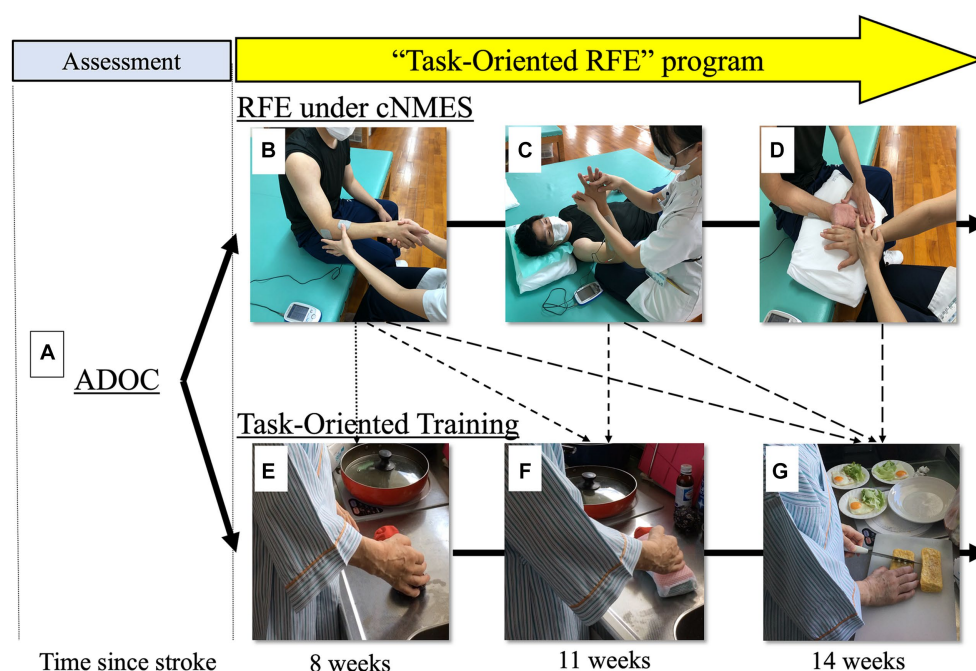 Assessment
“Task-Oriented RFE” program
RFE under cNMES
B
C
D
A
ADOC
Task-Oriented Training
E
F
G
Time since stroke
8 weeks
11 weeks
14 weeks